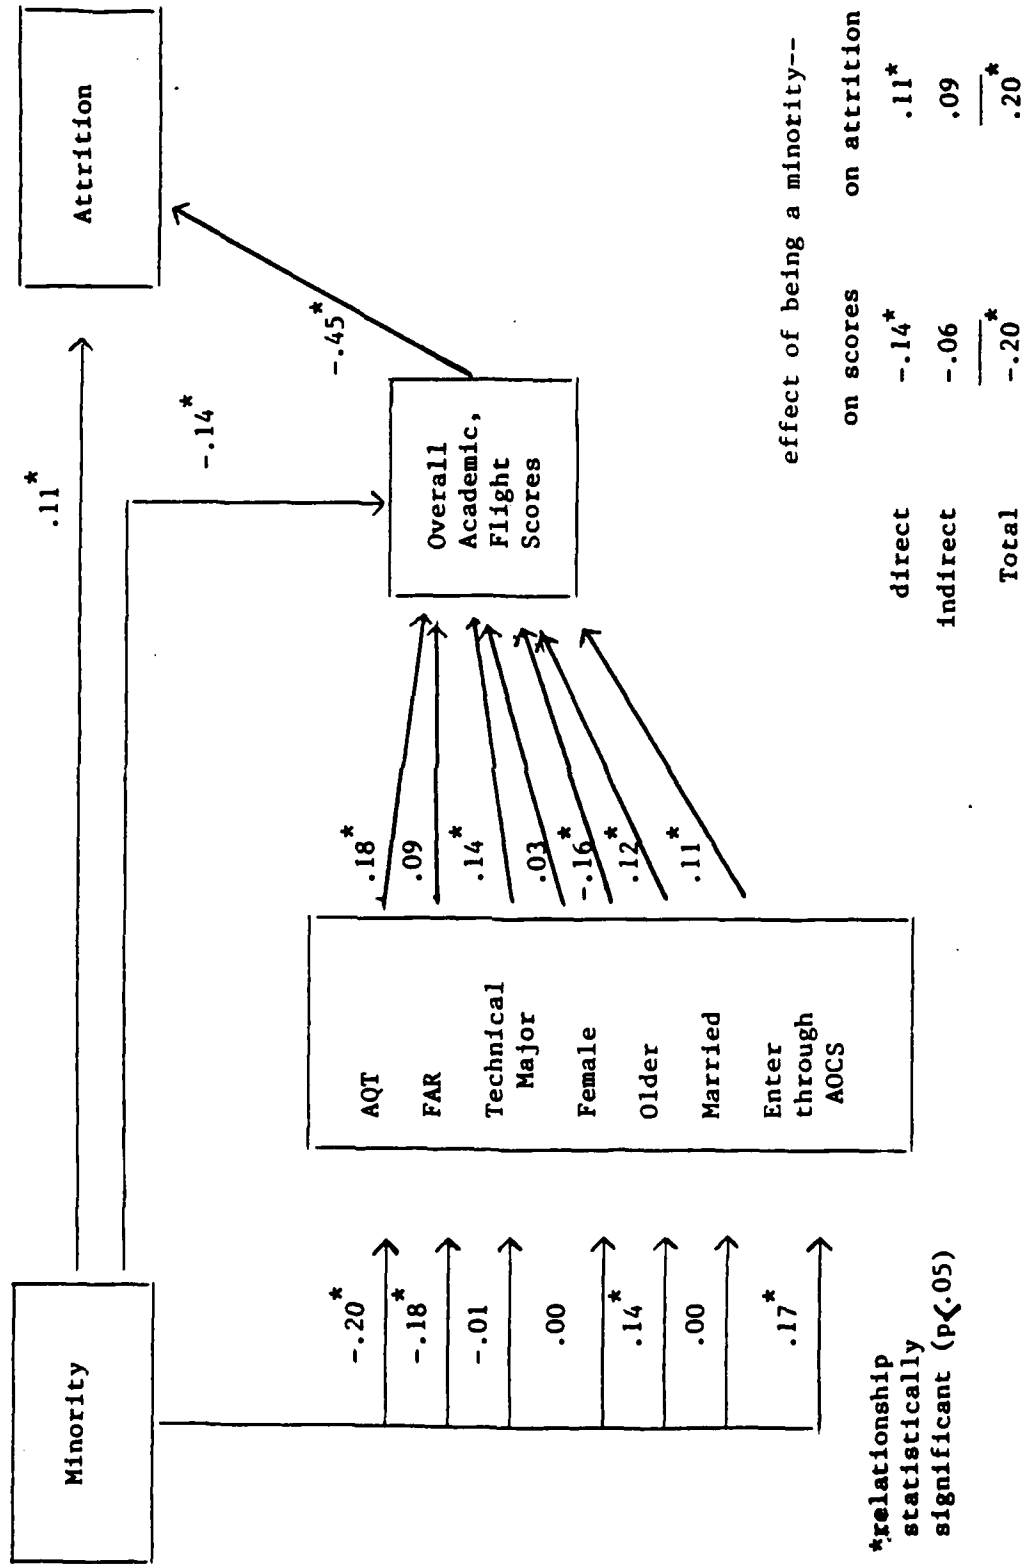 Minority
Attrition
.11*
-.14*
-.45*
-.20*
-.18*
-.01
.00
.14*
.00
.17*
AQT
FAR
Technical
Major
Female
Older
Married
Enter
through
AOCS
.18*
.09
.14*
.03
-.16*
.12*
.11*
Overall
Academic,
Flight
Scores
*relationship
statistically
significant (p<.05)
effect of being a minority--
on scores on attrition
direct -.14* .11*
indirect -.06 .09
Total -.20* .20*